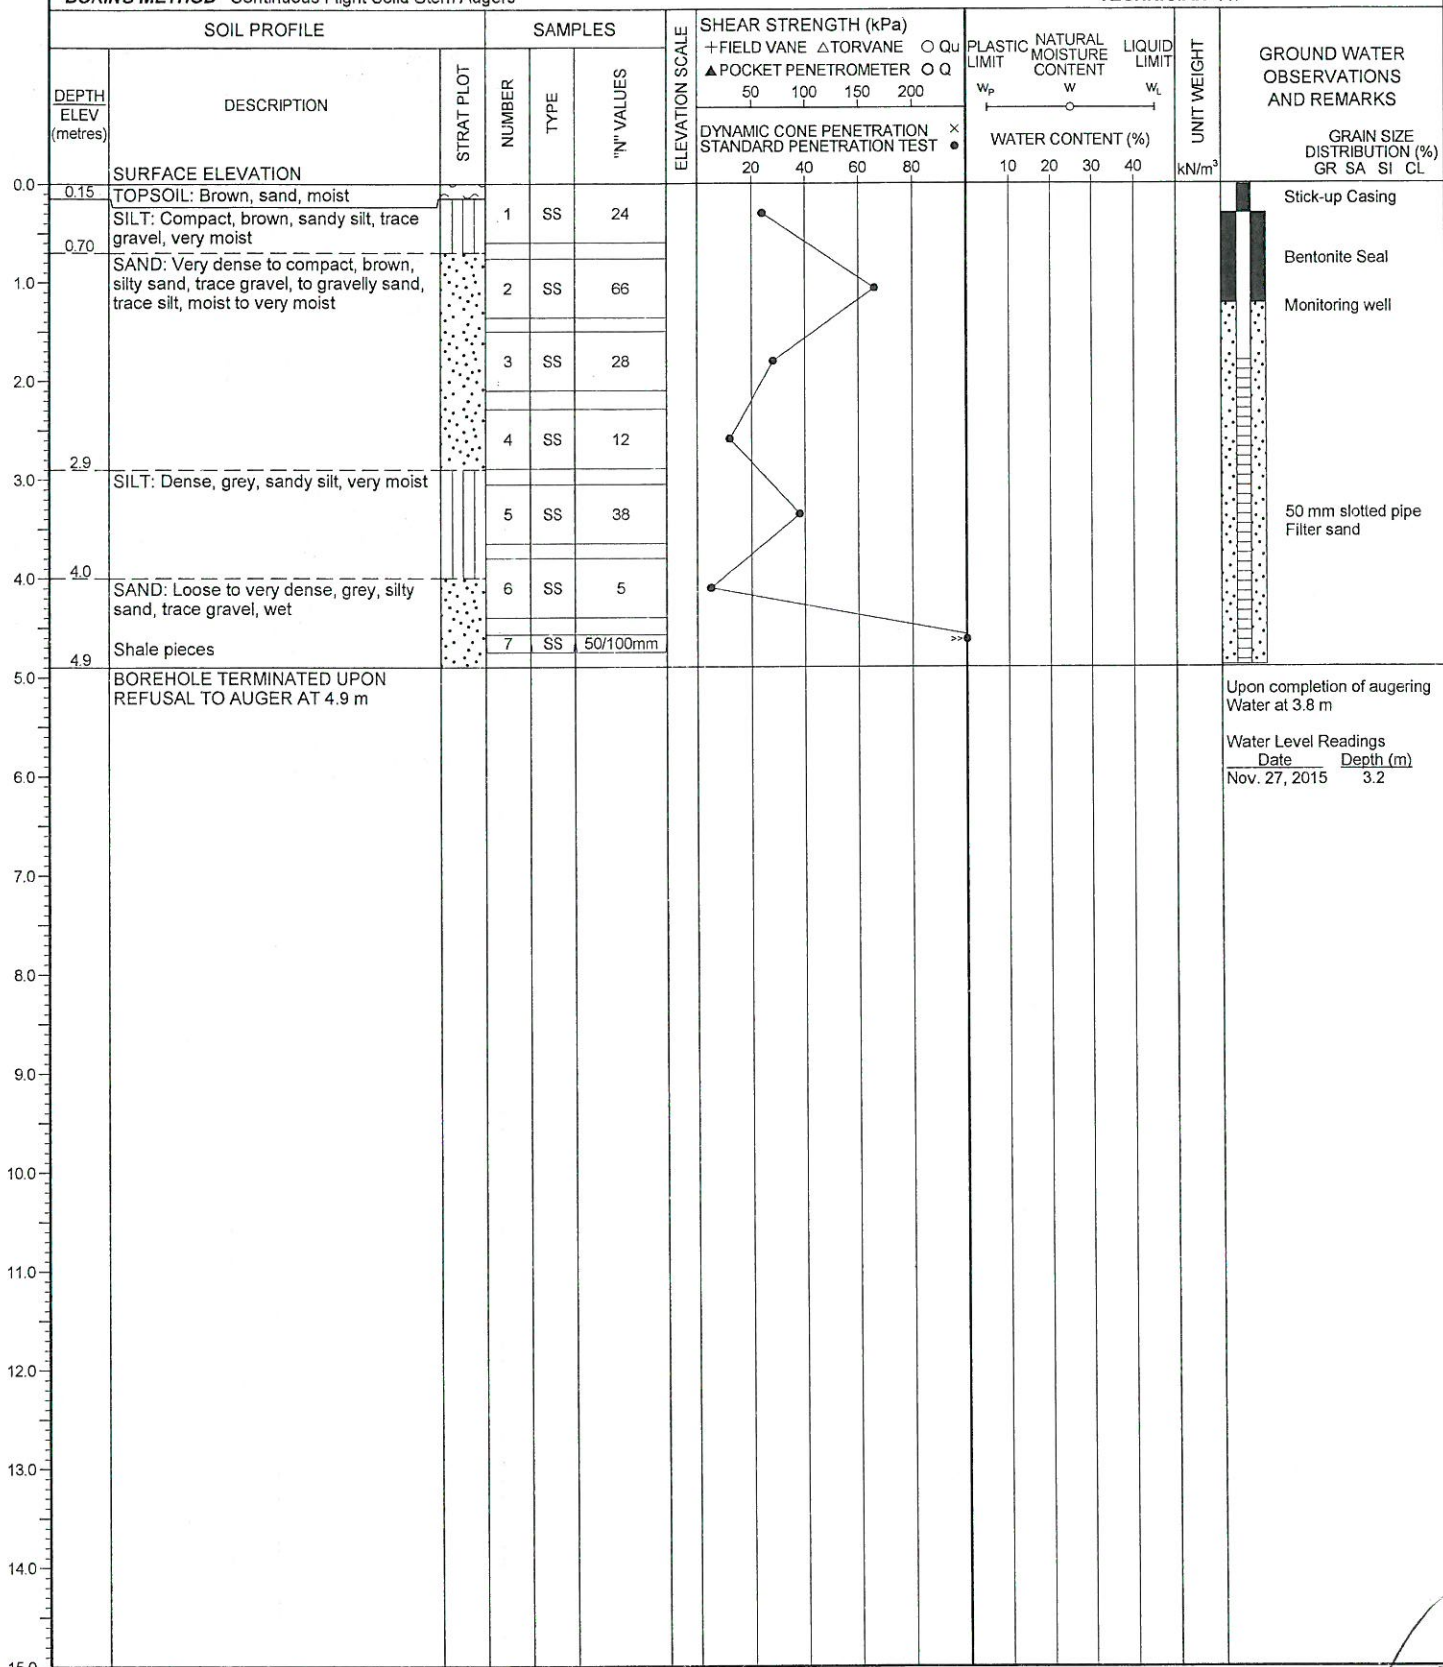 BORING METHOD Continuous Flight Solid Stem Augers
SOIL PROFILE
SAMPLES
DEPTH
ELEV
(metres)
DESCRIPTION
STRAT PLOT
NUMBER
TYPE
"N" VALUES
ELEVATION SCALE
SHEAR STRENGTH (kPa)
+FIELD VANE △TORVANE ○ Qu
▲POCKET PENETROMETER ○ Q
50 100 150 200
DYNAMIC CONE PENETRATION ×
STANDARD PENETRATION TEST ●
20 40 60 80
PLASTIC LIMIT
NATURAL MOISTURE CONTENT
LIQUID LIMIT
WP W WL
WATER CONTENT (%)
10 20 30 40
UNIT WEIGHT
kN/m³
GROUND WATER
OBSERVATIONS
AND REMARKS
GRAIN SIZE
DISTRIBUTION (%)
GR SA SI CL
SURFACE ELEVATION
0.0
0.15
TOPSOIL: Brown, sand, moist
Stick-up Casing
SILT: Compact, brown, sandy silt, trace
gravel, very moist
1 SS 24
0.70
SAND: Very dense to compact, brown,
silty sand, trace gravel, to gravelly sand,
trace silt, moist to very moist
Bentonite Seal
1.0
2 SS 66
Monitoring well
3 SS 28
2.0
4 SS 12
2.9
3.0
SILT: Dense, grey, sandy silt, very moist
5 SS 38
50 mm slotted pipe
Filter sand
4.0
4.0
SAND: Loose to very dense, grey, silty
sand, trace gravel, wet
6 SS 5
Shale pieces
7 SS 50/100mm
>>
4.9
5.0
BOREHOLE TERMINATED UPON
REFUSAL TO AUGER AT 4.9 m
Upon completion of augering
Water at 3.8 m
Water Level Readings
Date Depth (m)
Nov. 27, 2015 3.2
6.0
7.0
8.0
9.0
10.0
11.0
12.0
13.0
14.0